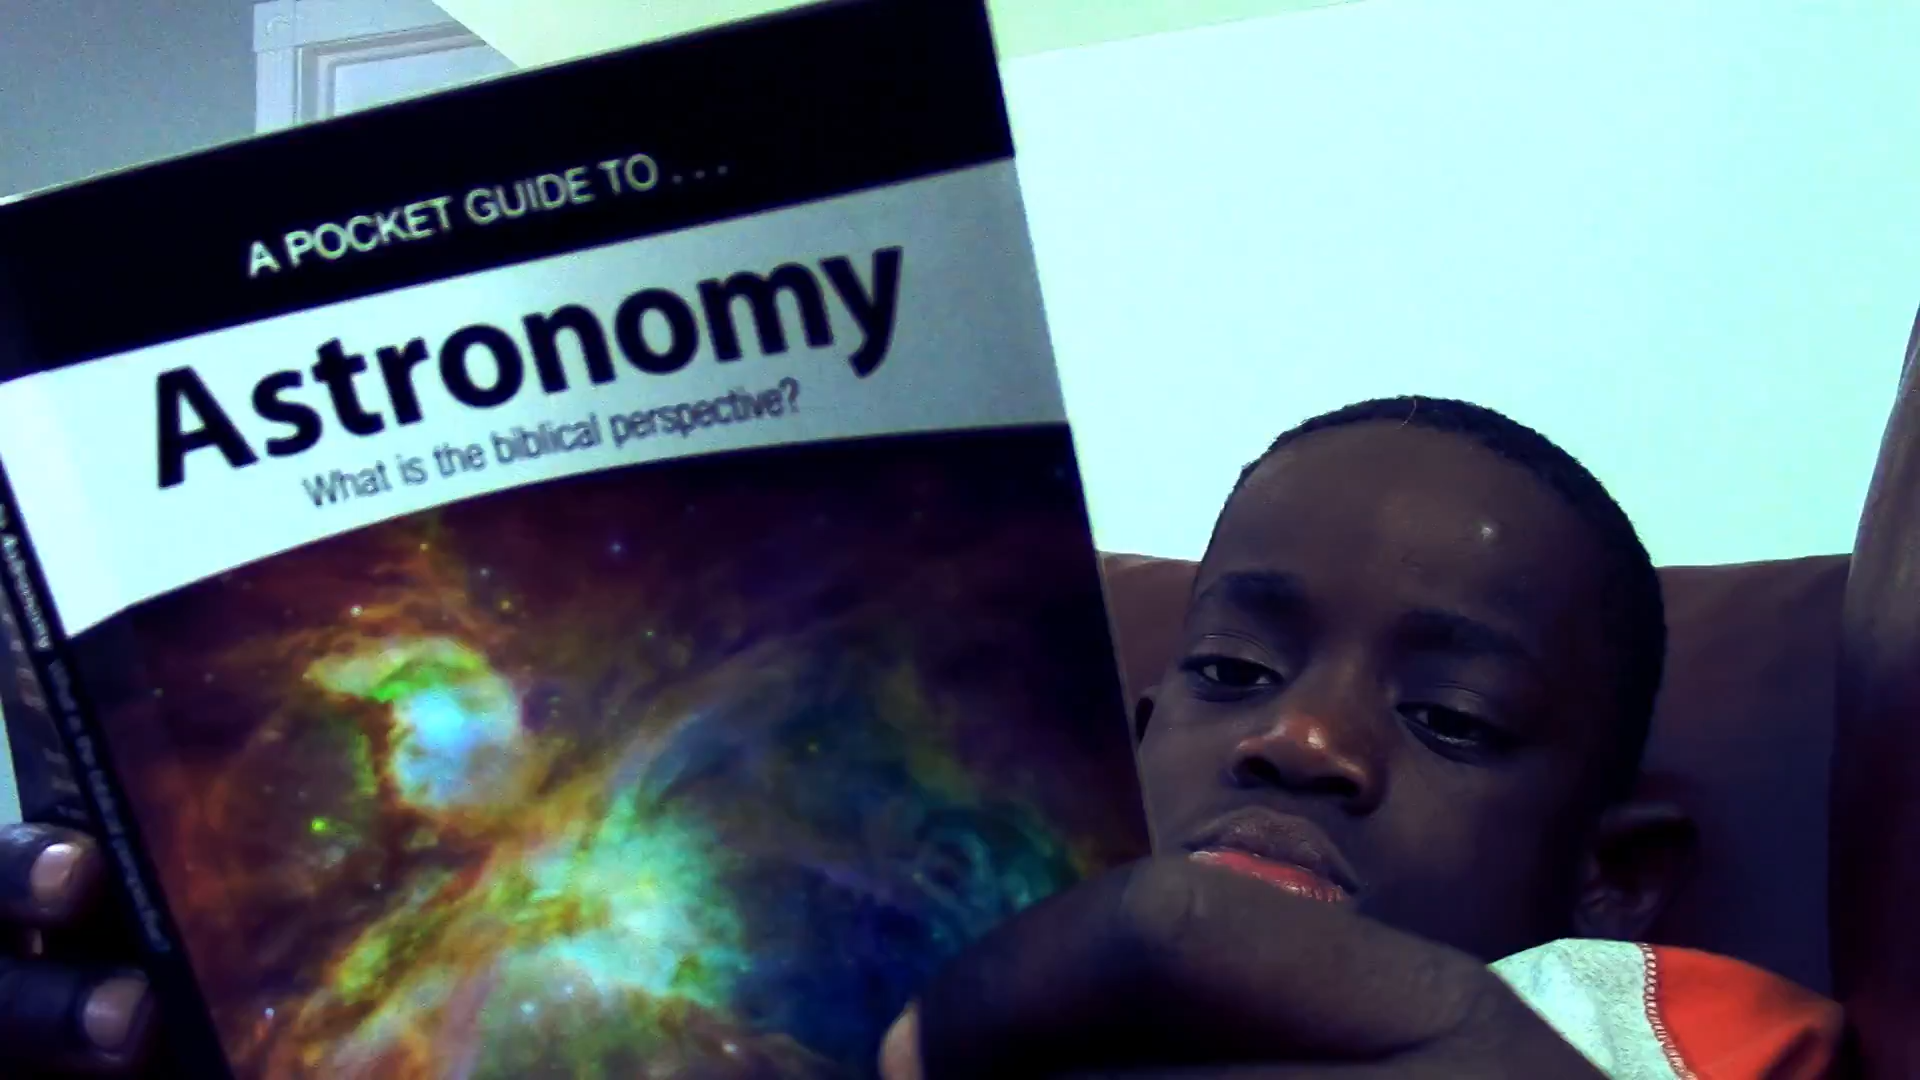 A POCKET GUIDE TO . . .
Astronomy
What is the biblical perspective?